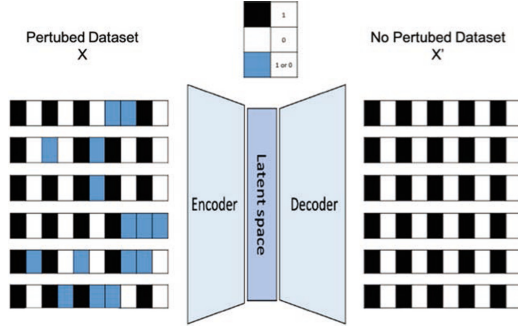 Pertubed Dataset
X
1
0
1 or 0
No Pertubed Dataset
X'
Encoder
Latent space
Decoder